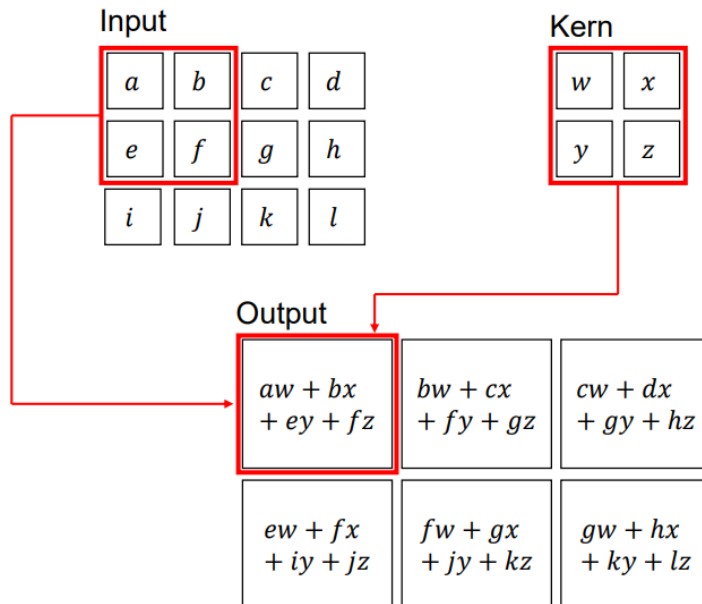 Input
Kern
a b c d
w x
e f g h
y z
i j k l
Output
aw + bx
+ ey + fz
bw + cx
+ fy + gz
cw + dx
+ gy + hz
ew + fx
+ iy + jz
fw + gx
+ jy + kz
gw + hx
+ ky + lz